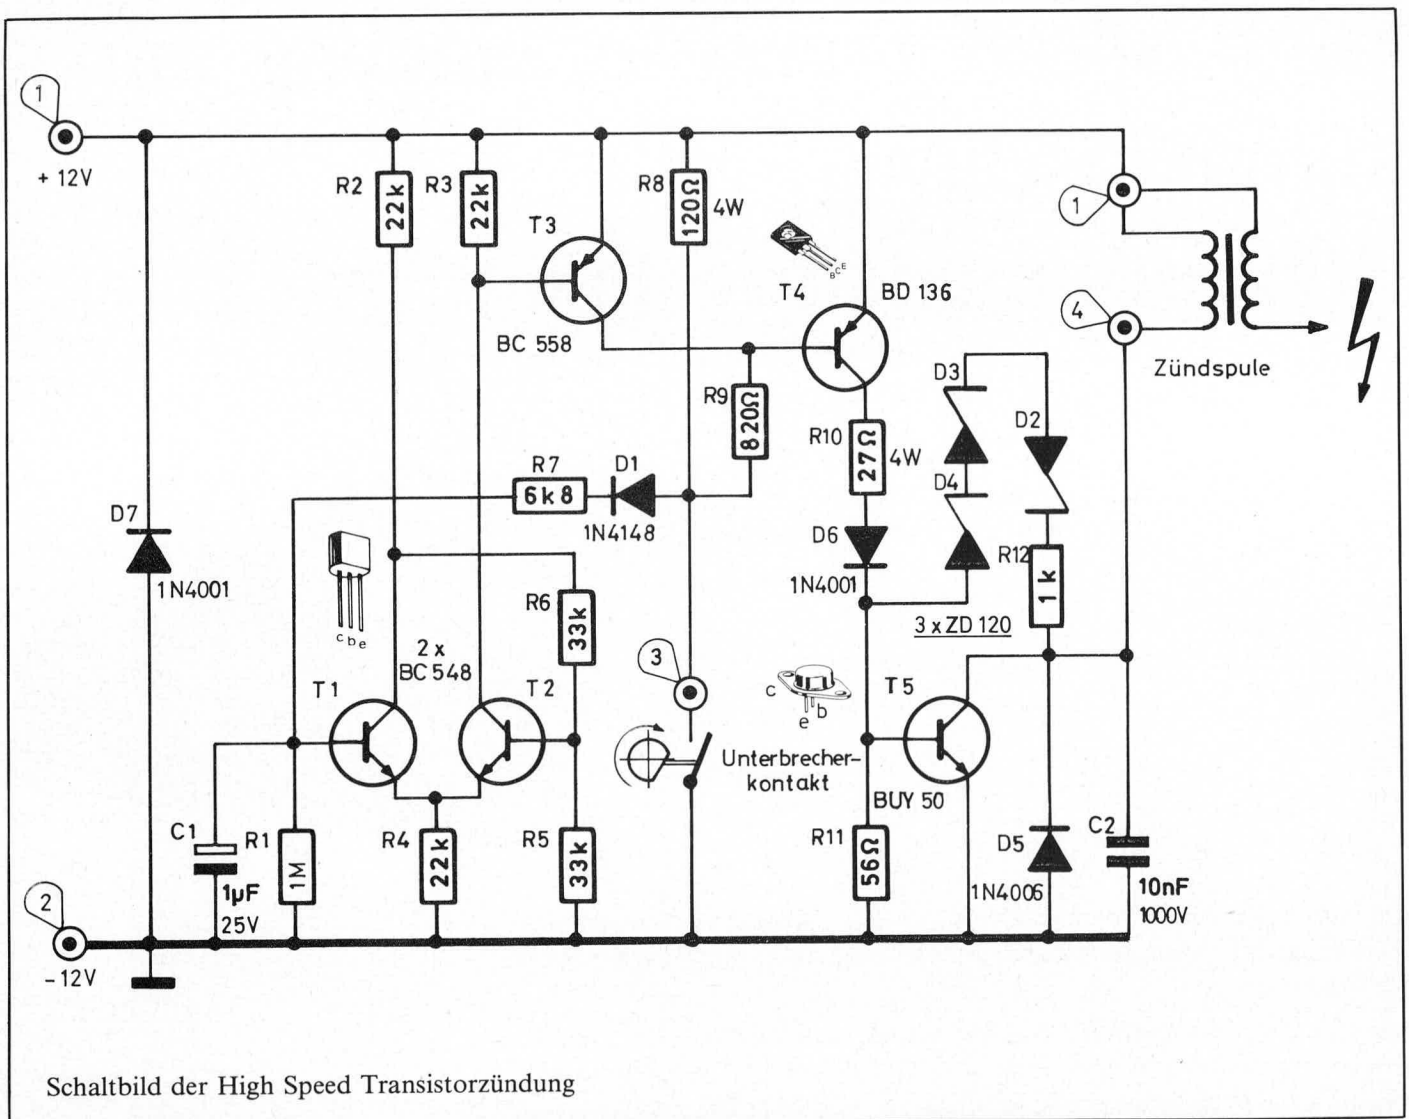 1
+ 12V
R2
22k
R3
22k
T3
BC 558
R8
120Ω
4W
B C E
T4
BD 136
1
4
Zündspule
D3
D2
R9
820Ω
R10
27Ω
4W
D4
R7
6k8
D1
1N4148
D7
1N4001
D6
1N4001
R12
1k
3 x ZD 120
c b e
R6
33k
2 x
BC 548
T1
T2
3
c
e
b
T5
Unterbrecher-
kontakt
BUY 50
C1
1µF
25V
R1
1M
R4
22k
R5
33k
R11
56Ω
D5
1N4006
C2
10nF
1000V
2
- 12V
Schaltbild der High Speed Transistorzündung